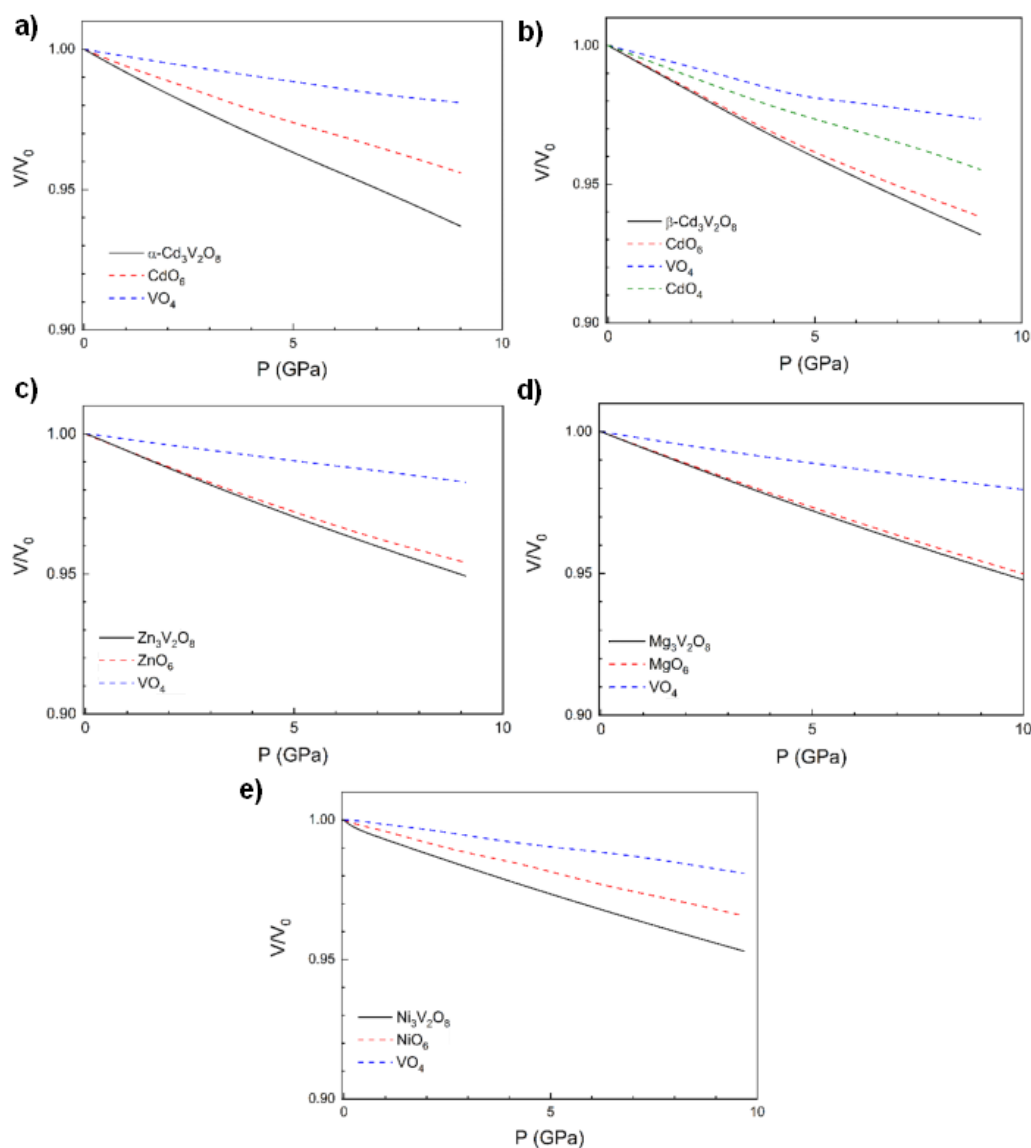 a)
1.00
0.95
0.90
V/V₀
α-Cd₃V₂O₈
CdO₆
VO₄
0
5
10
P (GPa)
b)
1.00
0.95
0.90
V/V₀
β-Cd₃V₂O₈
CdO₆
VO₄
CdO₄
0
5
10
P (GPa)
c)
1.00
0.95
0.90
V/V₀
Zn₃V₂O₈
ZnO₆
VO₄
0
5
10
P (GPa)
d)
1.00
0.95
0.90
V/V₀
Mg₃V₂O₈
MgO₆
VO₄
0
5
10
P (GPa)
e)
1.00
0.95
0.90
V/V₀
Ni₃V₂O₈
NiO₆
VO₄
0
5
10
P (GPa)